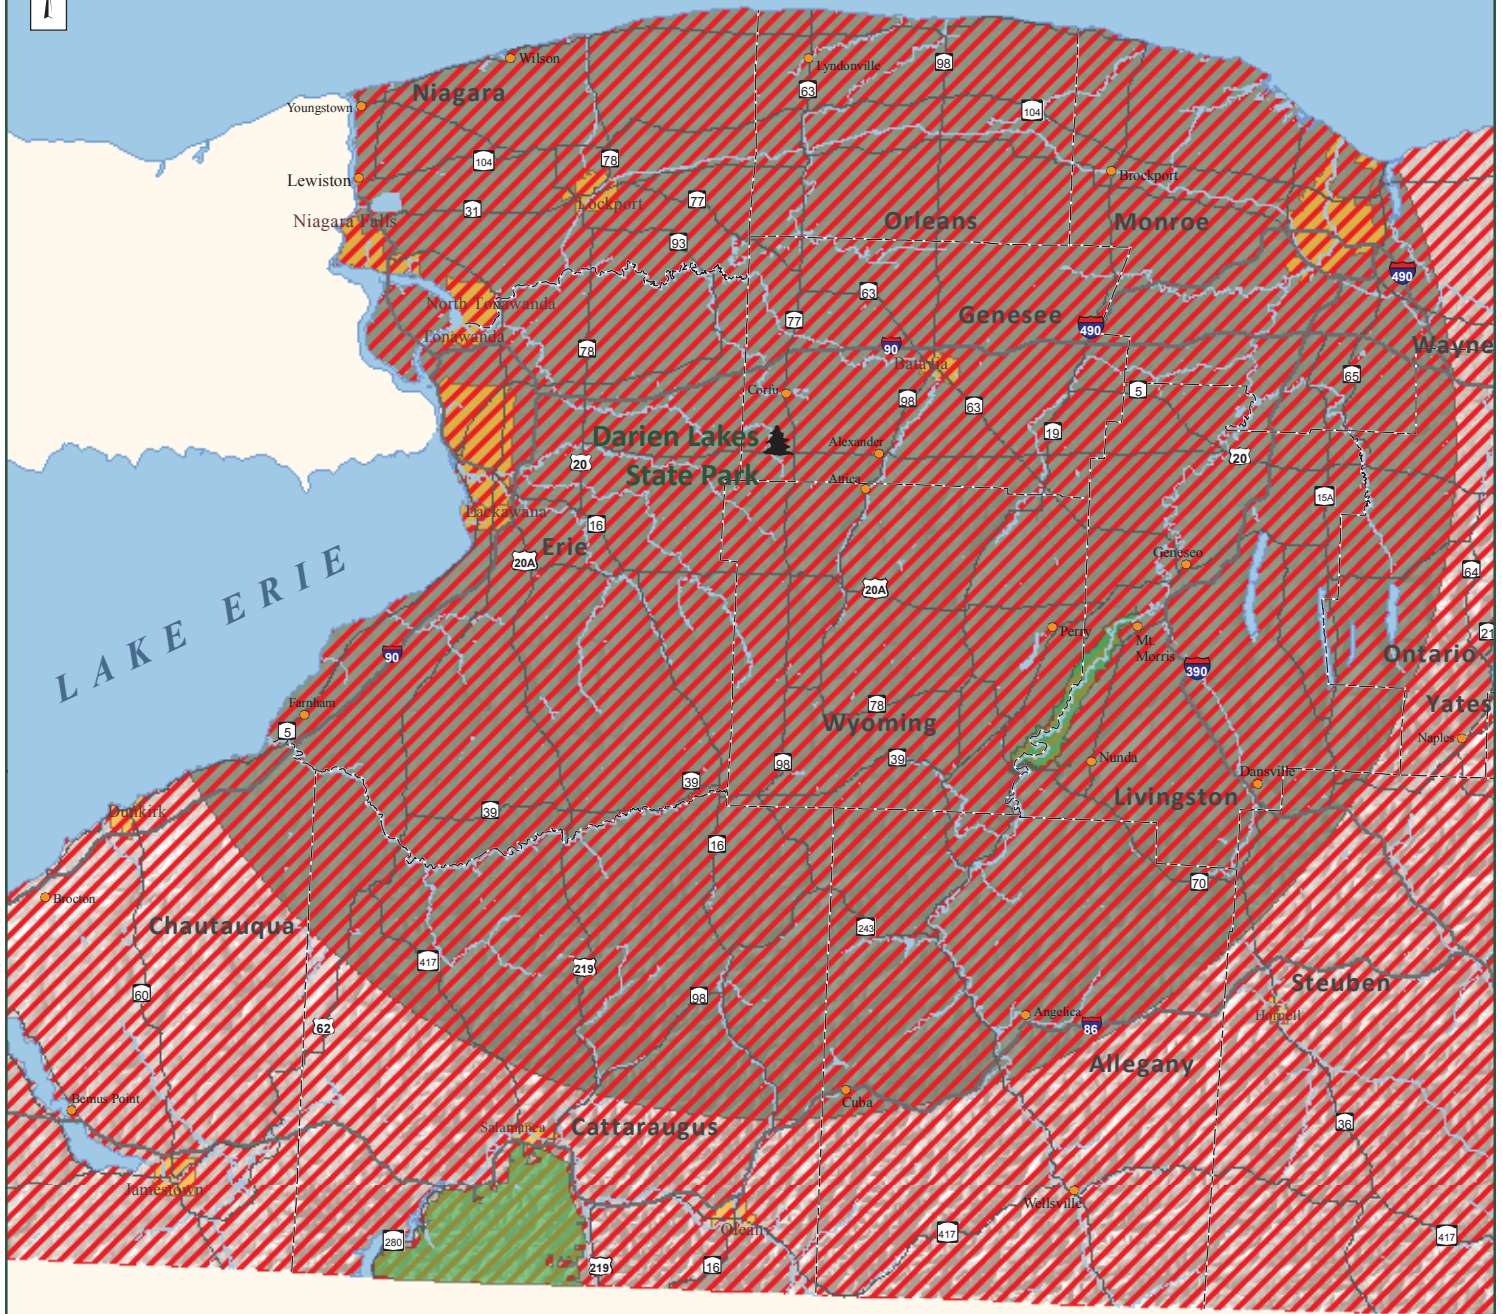 Wilson
Lyndonville
98
63
Niagara
Youngstown
104
104
78
Lewiston
Brockport
31
Lockport
77
Niagara Falls
Orleans
Monroe
93
490
63
North Tonawanda
77
Genesee
490
Tonawanda
78
90
Wayne
Batavia
65
Corfu
98
63
5
19
Darien Lakes
State Park
Alexander
20
20
Attica
15A
Lackawana
16
Erie
20A
Geneseo
64
20A
LAKE ERIE
Perry
21
Mt.
Morris
90
390
Ontario
Farnham
78
Yates
5
Wyoming
Naples
98
39
Nunda
Dansville
39
39
Livingston
Dunkirk
16
70
Brocton
Chautauqua
243
417
219
60
98
Steuben
62
Angelica
86
Hornell
Allegany
Bemus Point
Cuba
36
Salamanca
Cattaraugus
Jamestown
Wellsville
Olean
280
417
417
219
16